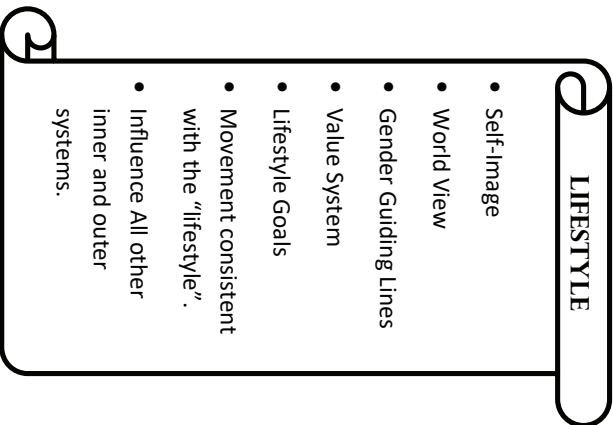 LIFESTYLE
• Self-Image
• World View
• Gender Guiding Lines
• Value System
• Lifestyle Goals
• Movement consistent
with the “lifestyle”.
• Influence All other
inner and outer
systems.